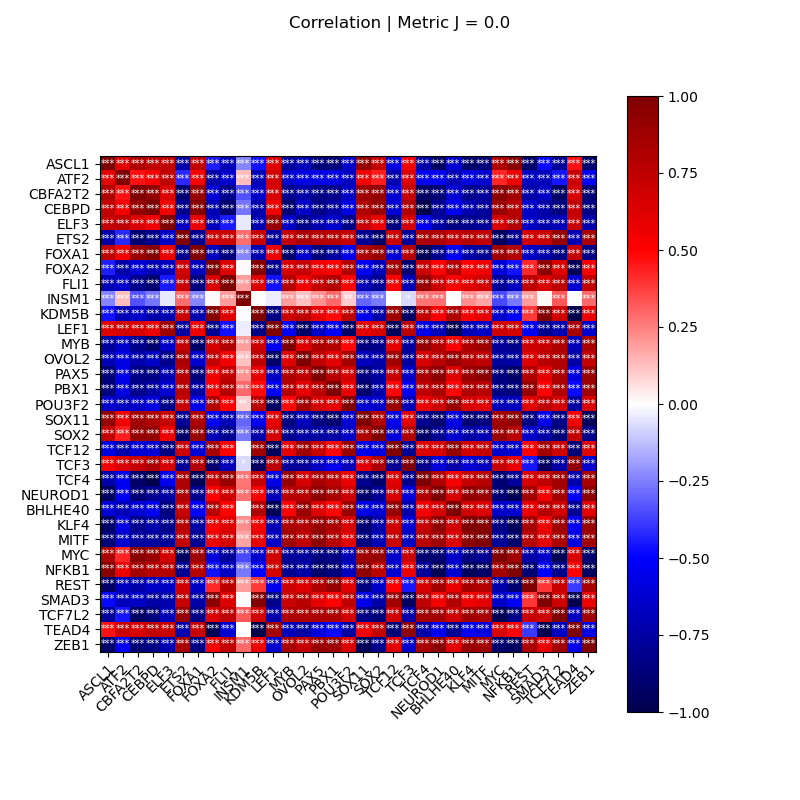 Correlation | Metric J = 0.0
ASCL1
ATF2
CBFA2T2
CEBPD
ELF3
ETS2
FOXA1
FOXA2
FLI1
INSM1
KDM5B
LEF1
MYB
OVOL2
PAX5
PBX1
POU3F2
SOX11
SOX2
TCF12
TCF3
TCF4
NEUROD1
BHLHE40
KLF4
MITF
MYC
NFKB1
REST
SMAD3
TCF7L2
TEAD4
ZEB1
ASCL1
ATF2
CBFA2T2
CEBPD
ELF3
ETS2
FOXA1
FOXA2
FLI1
INSM1
KDM5B
LEF1
MYB
OVOL2
PAX5
PBX1
POU3F2
SOX11
SOX2
TCF12
TCF3
TCF4
NEUROD1
BHLHE40
KLF4
MITF
MYC
NFKB1
REST
SMAD3
TCF7L2
TEAD4
ZEB1
1.00
0.75
0.50
0.25
0.00
−0.25
−0.50
−0.75
−1.00